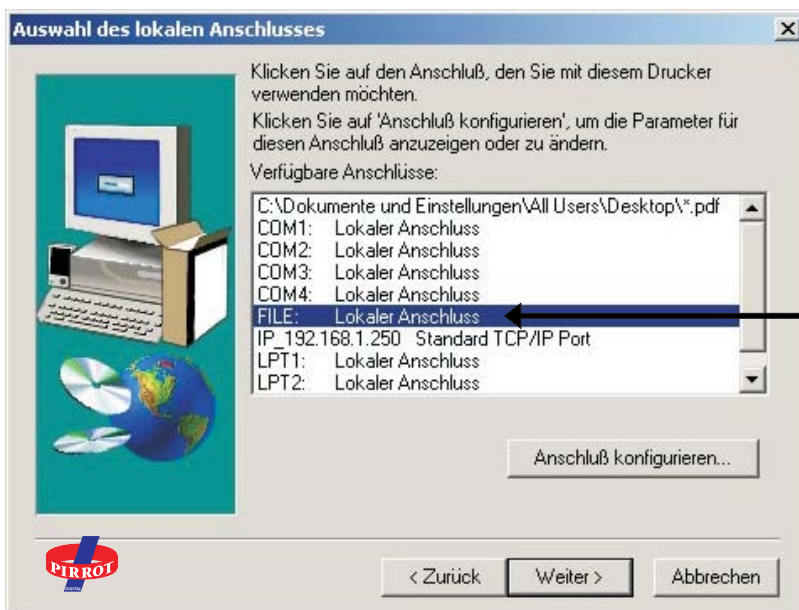 Auswahl des lokalen Anschlusses
Klicken Sie auf den Anschluß, den Sie mit diesem Drucker
verwenden möchten.
Klicken Sie auf 'Anschluß konfigurieren', um die Parameter für
diesen Anschluß anzuzeigen oder zu ändern.
Verfügbare Anschlüsse:
C:\Dokumente und Einstellungen\All Users\Desktop\*.pdf
COM1: Lokaler Anschluss
COM2: Lokaler Anschluss
COM3: Lokaler Anschluss
COM4: Lokaler Anschluss
FILE: Lokaler Anschluss
IP_192.168.1.250 Standard TCP/IP Port
LPT1: Lokaler Anschluss
LPT2: Lokaler Anschluss
Anschluß konfigurieren...
PIRROT
< Zurück
Weiter >
Abbrechen